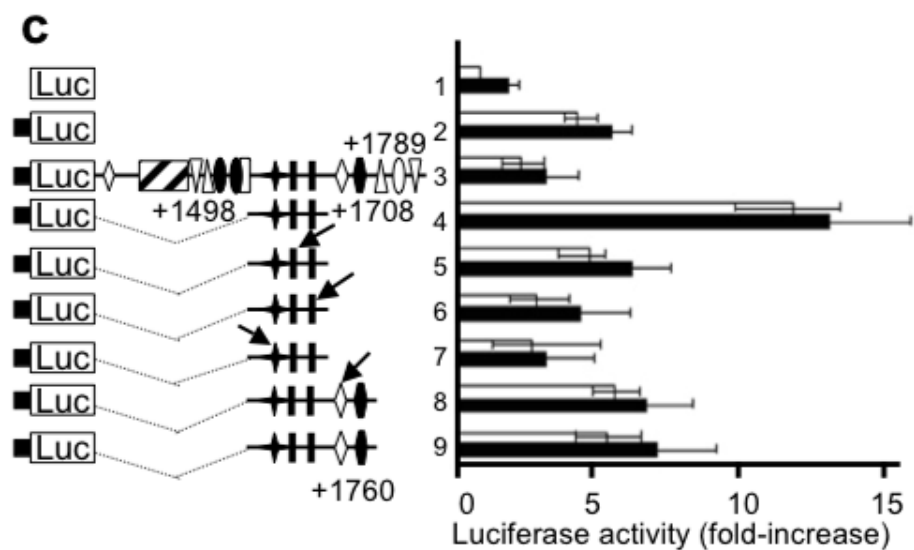 c
Luc 1
Luc 2
+1789
Luc 3
+1498 +1708
Luc 4
Luc 5
Luc 6
Luc 7
Luc 8
Luc 9
+1760
0 5 10 15
Luciferase activity (fold-increase)